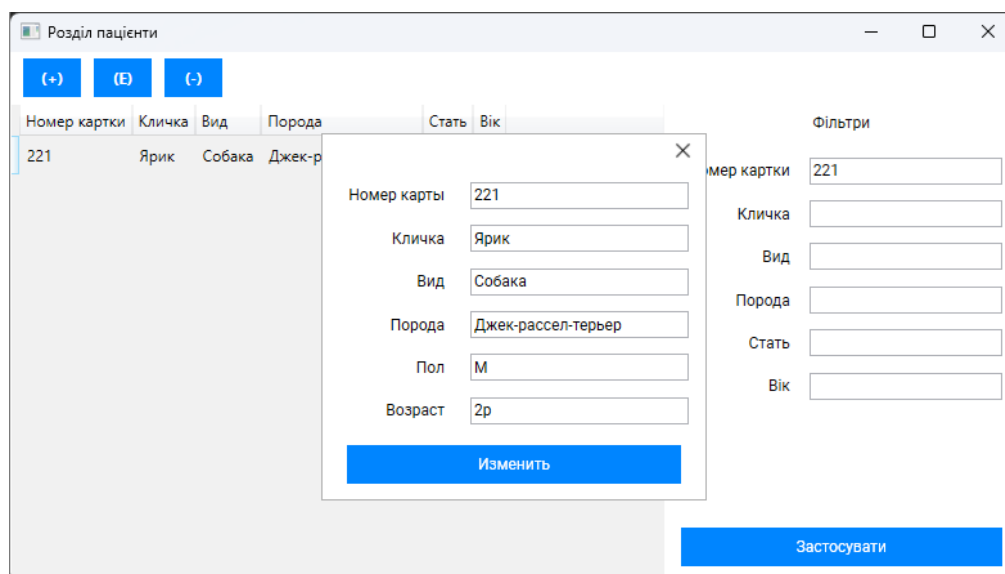 Розділ пацієнти
(+) (E) (-)
Номер картки Кличка Вид Порода Стать Вік
221 Ярик Собака Джек-р
Фільтри
омер картки 221
Кличка
Вид
Порода
Стать
Вік
Застосувати
Номер карты 221
Кличка Ярик
Вид Собака
Порода Джек-рассел-терьер
Пол М
Возраст 2р
Изменить